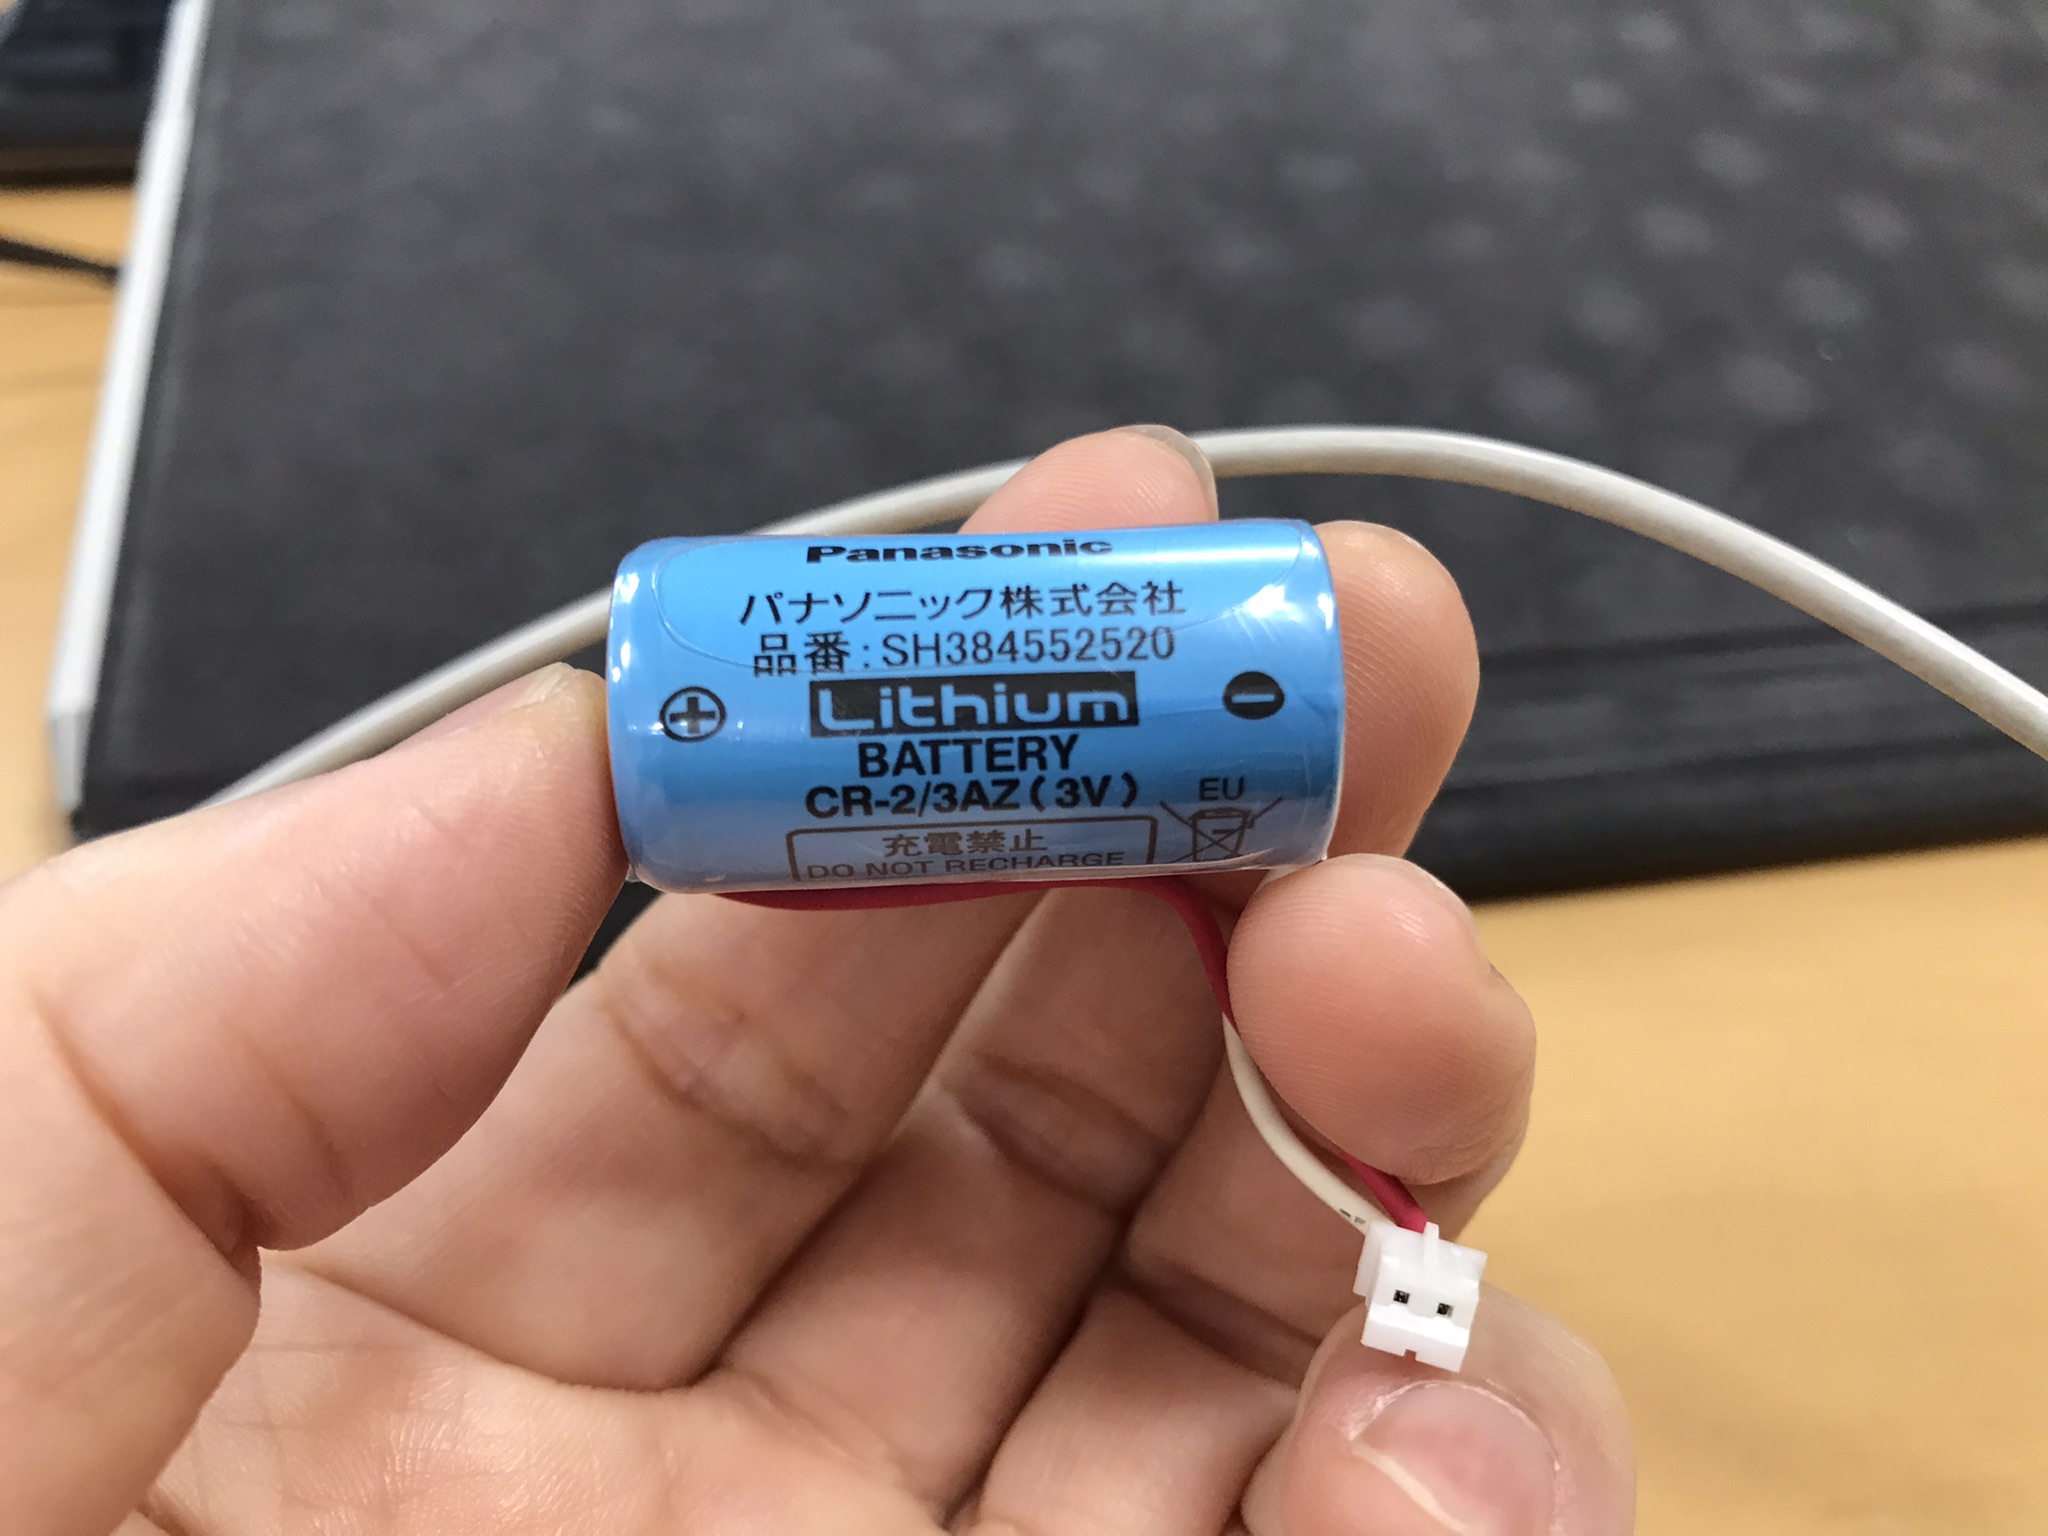 Panasonic
パナソニック株式会社
品番:SH384552520
Lithium
BATTERY
CR-2/3AZ(3V)
EU
充電禁止
DO NOT RECHARGE